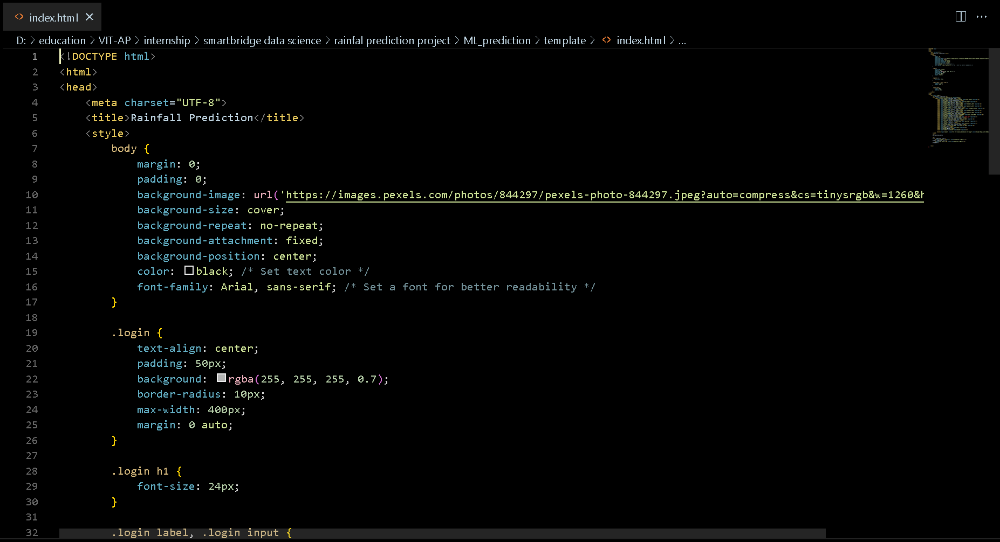 index.html
D: > education > VIT-AP > internship > smartbridge data science > rainfal prediction project > ML_prediction > template > <> index.html > ...
1 <!DOCTYPE html>
2 <html>
3 <head>
4     <meta charset="UTF-8">
5     <title>Rainfall Prediction</title>
6     <style>
7         body {
8             margin: 0;
9             padding: 0;
10             background-image: url('https://images.pexels.com/photos/844297/pexels-photo-844297.jpeg?auto=compress&cs=tinysrgb&w=1260&h
11             background-size: cover;
12             background-repeat: no-repeat;
13             background-attachment: fixed;
14             background-position: center;
15             color: black; /* Set text color */
16             font-family: Arial, sans-serif; /* Set a font for better readability */
17         }
18
19         .login {
20             text-align: center;
21             padding: 50px;
22             background: rgba(255, 255, 255, 0.7);
23             border-radius: 10px;
24             max-width: 400px;
25             margin: 0 auto;
26         }
27
28         .login h1 {
29             font-size: 24px;
30         }
31
32         .login label, .login input {